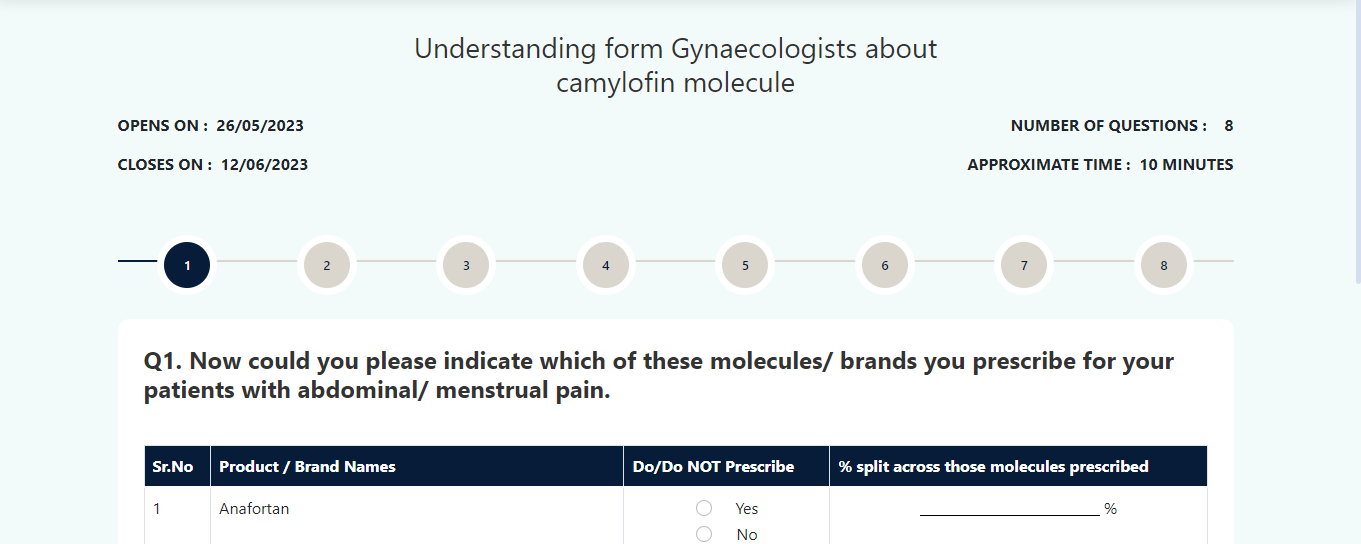 Understanding form Gynaecologists about
camylofin molecule
OPENS ON : 26/05/2023
NUMBER OF QUESTIONS : 8
CLOSES ON : 12/06/2023
APPROXIMATE TIME : 10 MINUTES
1 2 3 4 5 6 7 8
Q1. Now could you please indicate which of these molecules/ brands you prescribe for your
patients with abdominal/ menstrual pain.
Sr.No Product / Brand Names Do/Do NOT Prescribe % split across those molecules prescribed
1 Anafortan Yes %
No